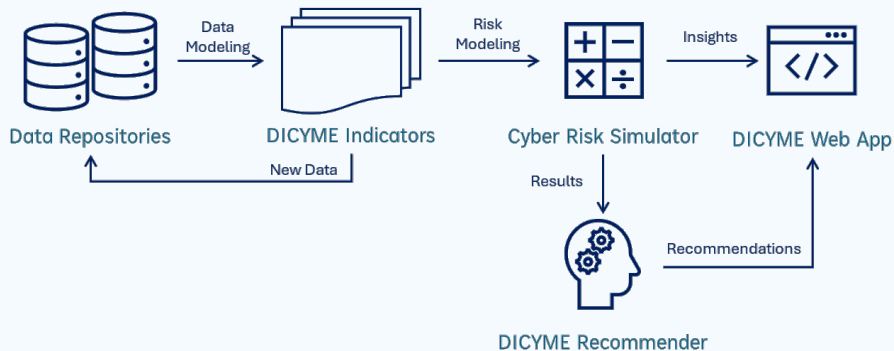 Data
Modeling
Risk
Modeling
Insights
Data Repositories
DICYME Indicators
Cyber Risk Simulator
DICYME Web App
New Data
Results
Recommendations
DICYME Recommender